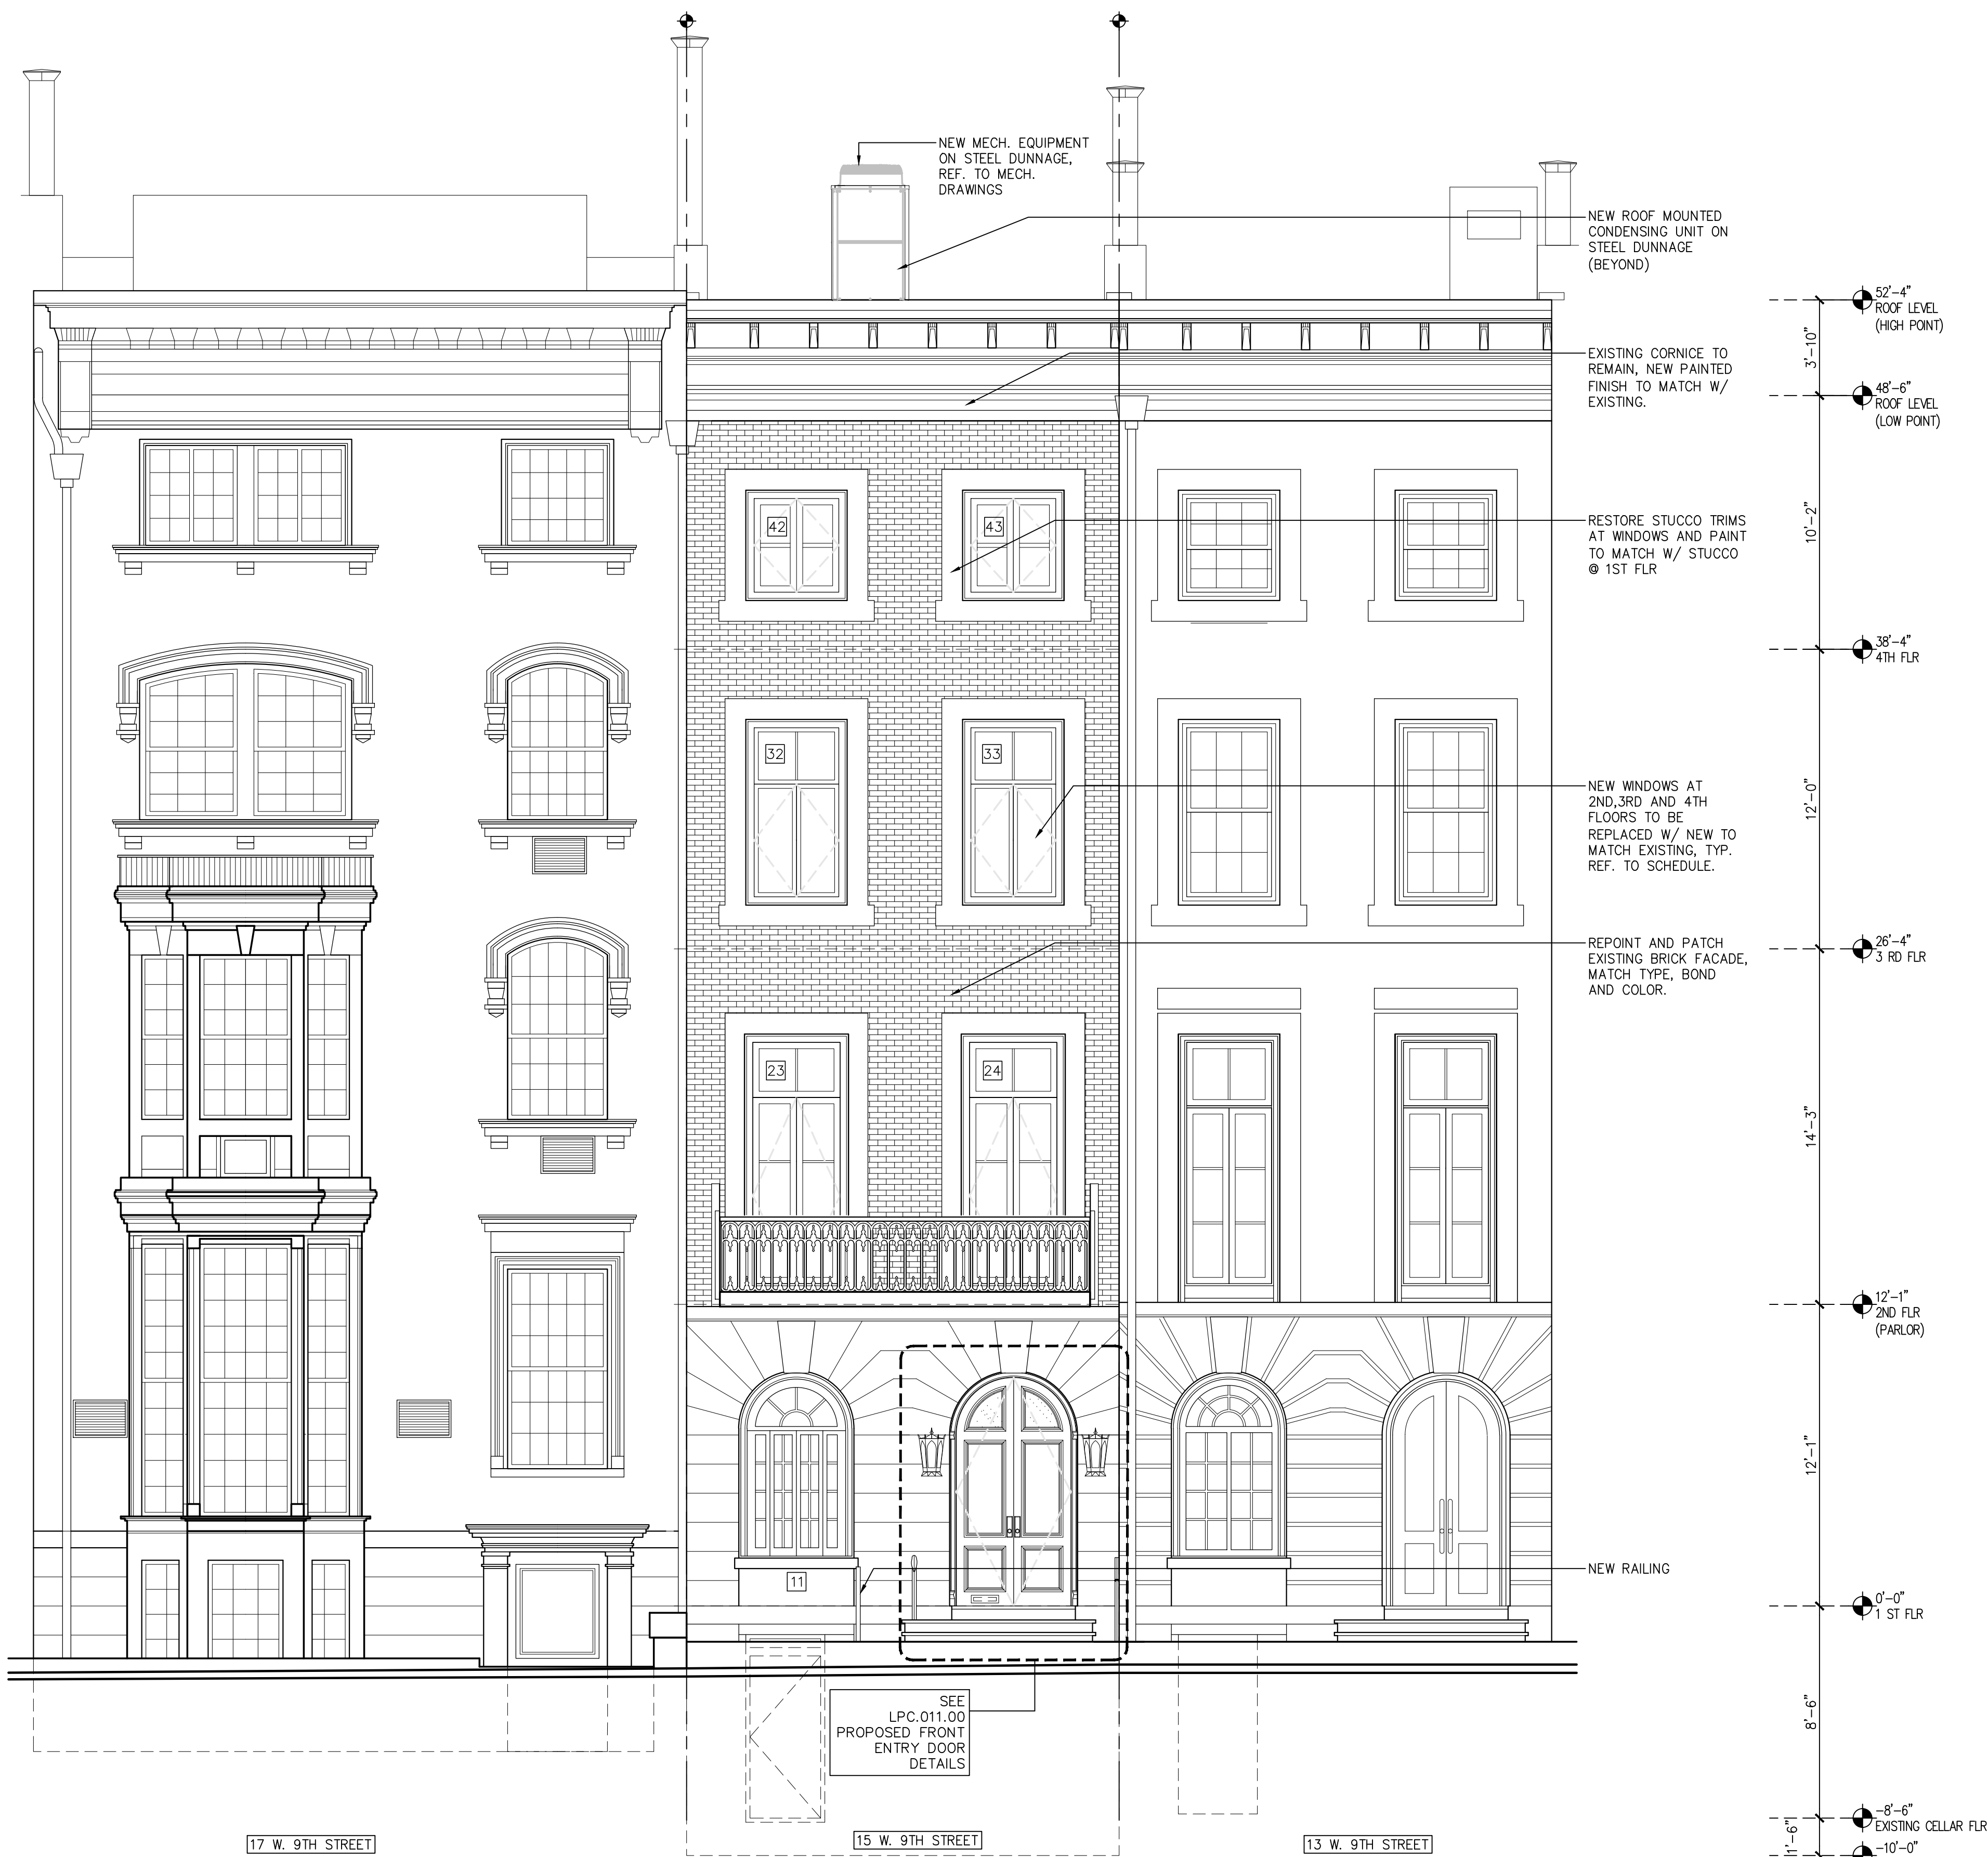 NEW MECH. EQUIPMENT
ON STEEL DUNNAGE,
REF. TO MECH.
DRAWINGS
NEW ROOF MOUNTED
CONDENSING UNIT ON
STEEL DUNNAGE
(BEYOND)
52'-4"
ROOF LEVEL
(HIGH POINT)
3'-10"
EXISTING CORNICE TO
REMAIN, NEW PAINTED
FINISH TO MATCH W/
EXISTING.
48'-6"
ROOF LEVEL
(LOW POINT)
42
43
RESTORE STUCCO TRIMS
AT WINDOWS AND PAINT
TO MATCH W/ STUCCO
@ 1ST FLR
10'-2"
38'-4"
4TH FLR
32
33
NEW WINDOWS AT
2ND,3RD AND 4TH
FLOORS TO BE
REPLACED W/ NEW TO
MATCH EXISTING, TYP.
REF. TO SCHEDULE.
12'-0"
REPOINT AND PATCH
EXISTING BRICK FACADE,
MATCH TYPE, BOND
AND COLOR.
26'-4"
3 RD FLR
23
24
14'-3"
12'-1"
2ND FLR
(PARLOR)
12'-1"
11
NEW RAILING
0'-0"
1 ST FLR
SEE
LPC.011.00
PROPOSED FRONT
ENTRY DOOR
DETAILS
8'-6"
-8'-6"
EXISTING CELLAR FLR
1'-6"
-10'-0"
17 W. 9TH STREET
15 W. 9TH STREET
13 W. 9TH STREET